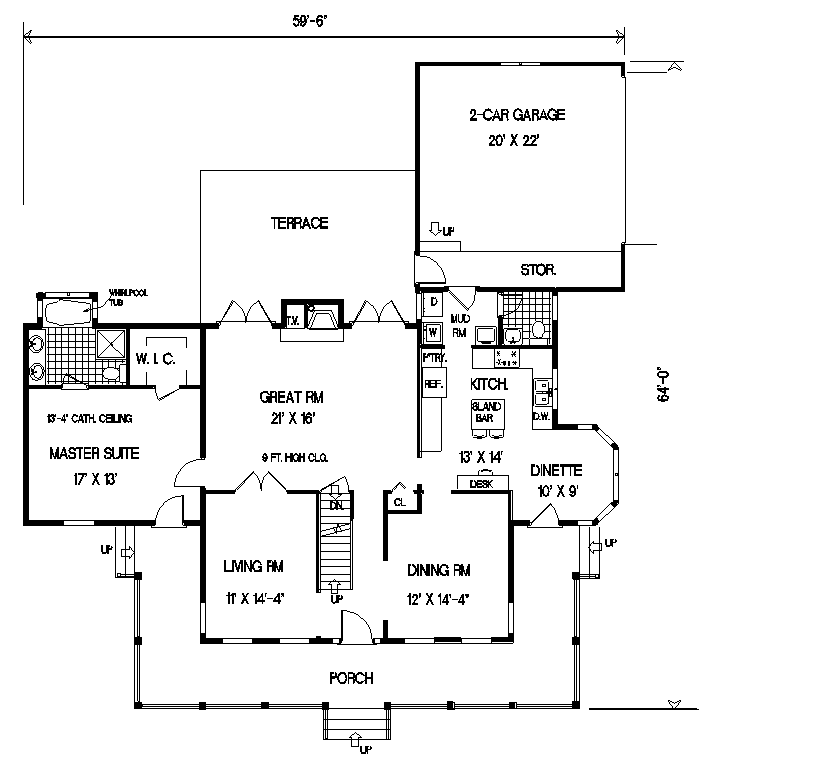 59'-6"
2-CAR GARAGE
20' X 22'
UP
TERRACE
STOR.
WHIRLPOOL
TUB
T.V.
D
W
MUD
RM
W. I. C.
P'TRY.
REF.
KITCH.
ISLAND
BAR
D.W.
64'-0"
GREAT RM
21' X 16'
13'-4" CATH. CEILING
MASTER SUITE
17' X 13'
9 FT. HIGH CLG.
13' X 14'
DESK
DINETTE
10' X 9'
CL.
DN.
UP
UP
LIVING RM
11' X 14'-4"
UP
DINING RM
12' X 14'-4"
PORCH
UP